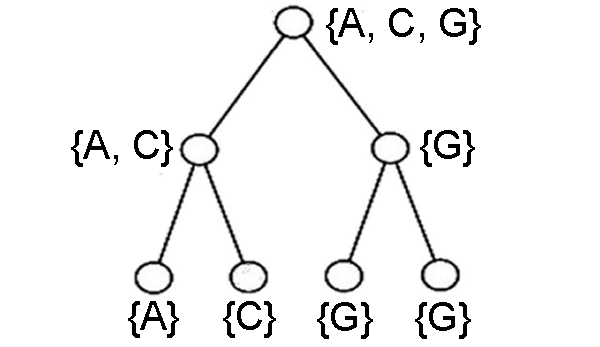 {A, C, G}
{A, C} {G}
{A} {C} {G} {G}